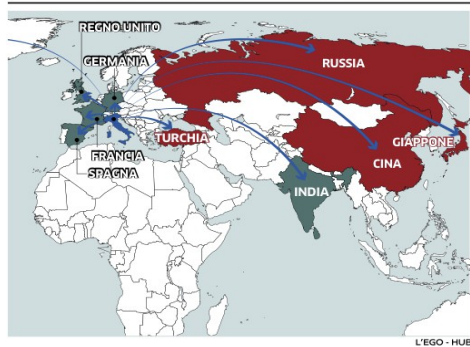 REGNO UNITO
GERMANIA
RUSSIA
TURCHIA
GIAPPONE
CINA
FRANCIA
SPAGNA
INDIA
L'EGO - HUB